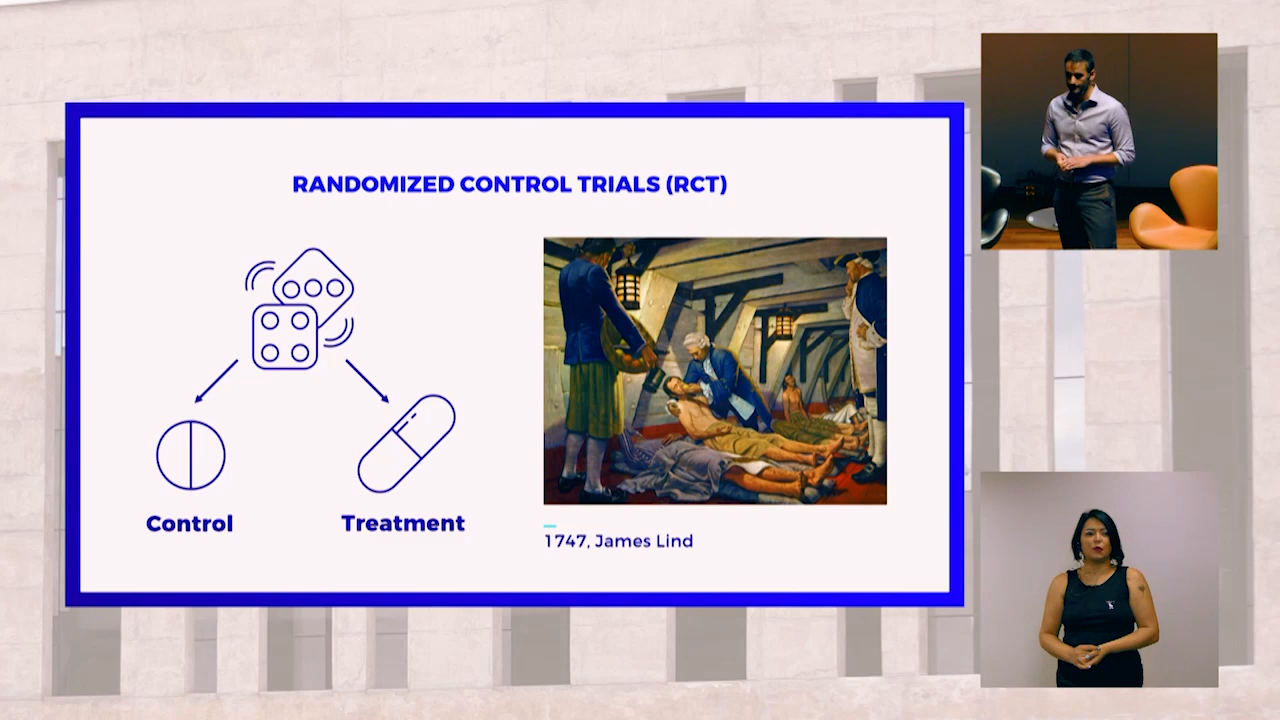 RANDOMIZED CONTROL TRIALS (RCT)
Control
Treatment
1747, James Lind